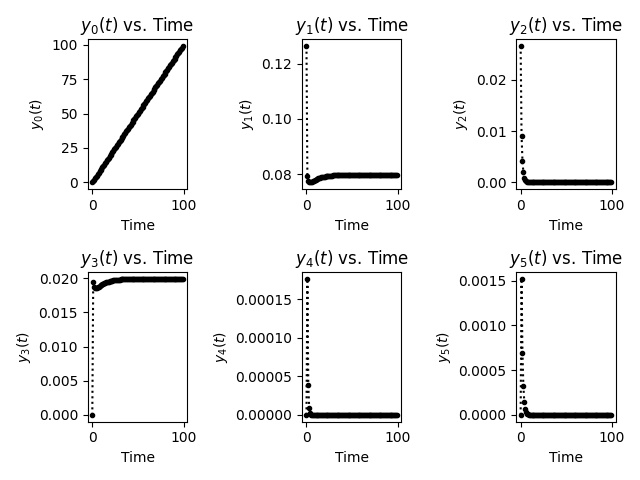 y₀(t) vs. Time
y₁(t) vs. Time
y₂(t) vs. Time
100
75
50
25
0
y₀(t)
0
100
Time
0.12
0.10
0.08
y₁(t)
0
100
Time
0.02
0.01
0.00
y₂(t)
0
100
Time
y₃(t) vs. Time
y₄(t) vs. Time
y₅(t) vs. Time
0.020
0.015
0.010
0.005
0.000
y₃(t)
0
100
Time
0.00015
0.00010
0.00005
0.00000
y₄(t)
0
100
Time
0.0015
0.0010
0.0005
0.0000
y₅(t)
0
100
Time